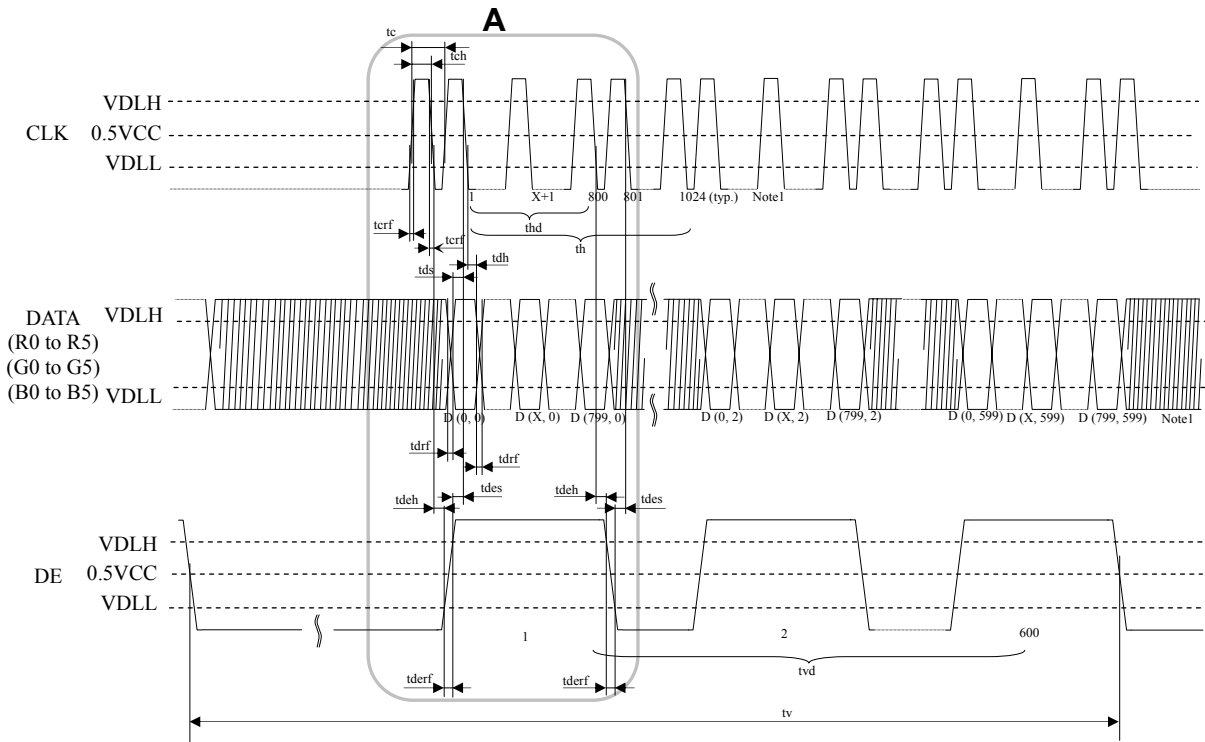 A
tc
tch
VDLH
CLK 0.5VCC
VDLL
1 X+1 800 801 1024 (typ.) Note1
thd
th
tcrf
tcrf
tdh
tds
DATA
(R0 to R5)
(G0 to G5)
(B0 to B5)
VDLH
VDLL
D (0, 0) D (X, 0) D (799, 0) D (0, 2) D (X, 2) D (799, 2) D (0, 599) D (X, 599) D (799, 599) Note1
tdrf
tdrf
tdeh tdes tdeh tdes
VDLH
DE 0.5VCC
VDLL
1 2 600
tvd
tderf tderf
tv